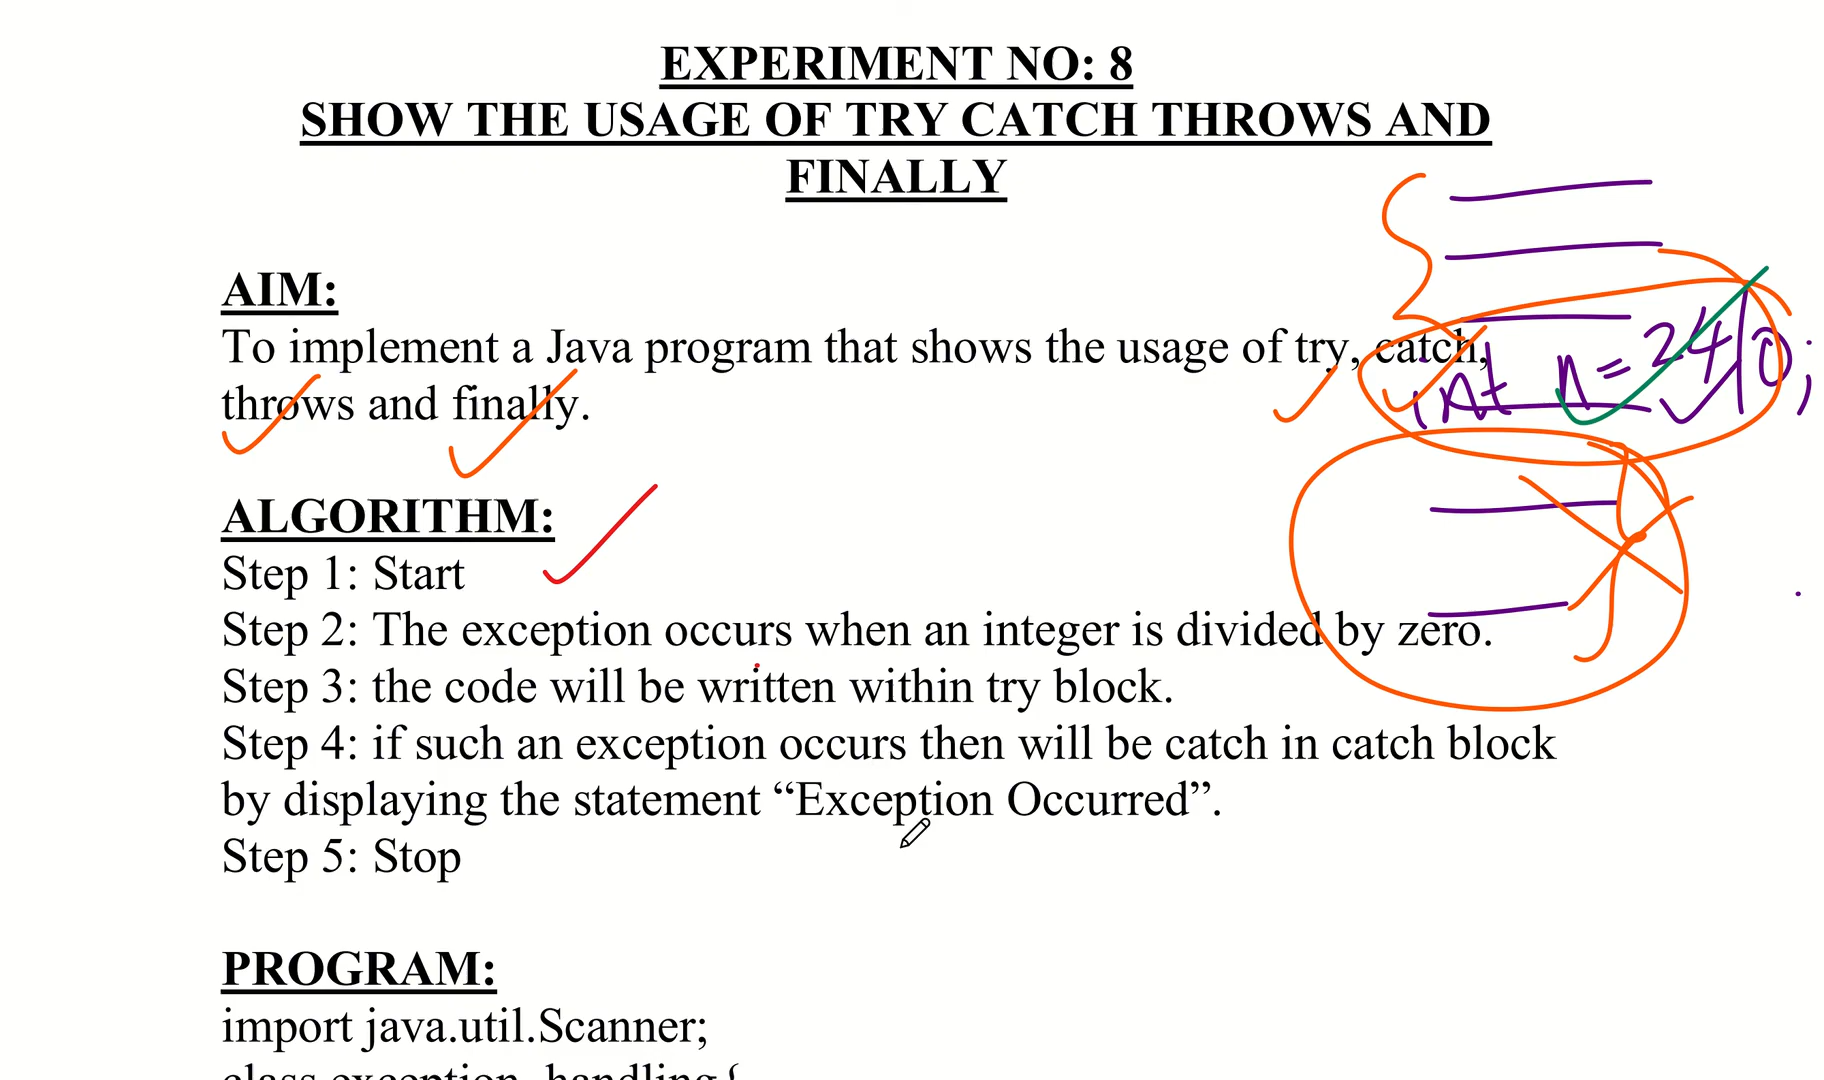 EXPERIMENT NO: 8
SHOW THE USAGE OF TRY CATCH THROWS AND
FINALLY
AIM:
To implement a Java program that shows the usage of try, catch,
throws and finally.
int n = 24/0;
ALGORITHM:
Step 1: Start
Step 2: The exception occurs when an integer is divided by zero.
Step 3: the code will be written within try block.
Step 4: if such an exception occurs then will be catch in catch block
by displaying the statement “Exception Occurred”.
Step 5: Stop
PROGRAM:
import java.util.Scanner;
class exception_handling{